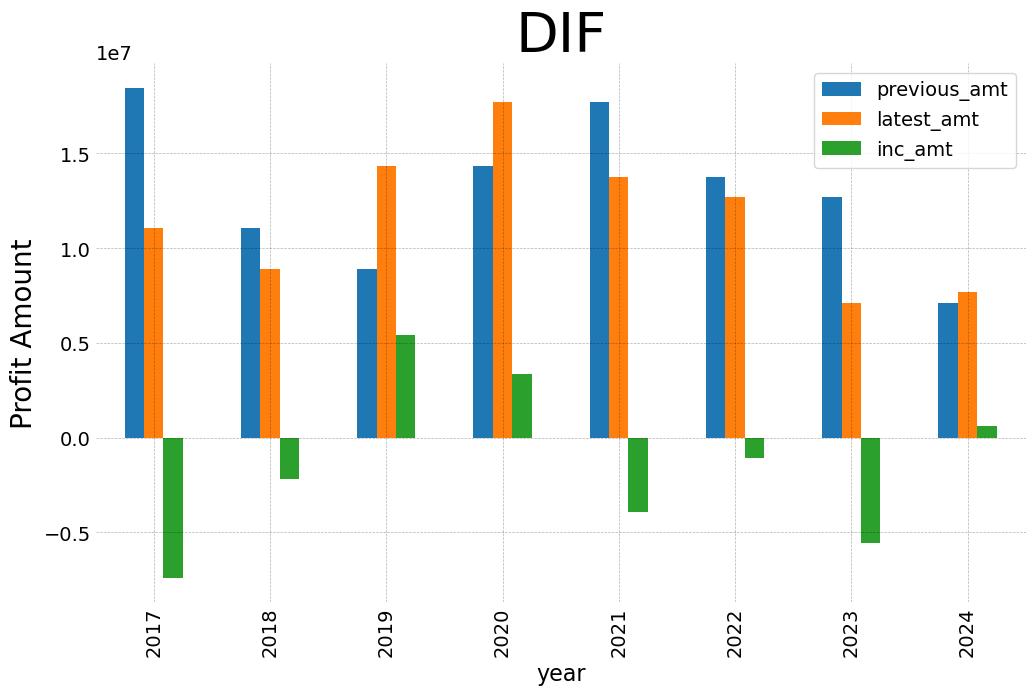 DIF
1e7
previous_amt
latest_amt
inc_amt
1.5
1.0
0.5
0.0
−0.5
Profit Amount
2017
2018
2019
2020
2021
2022
2023
2024
year